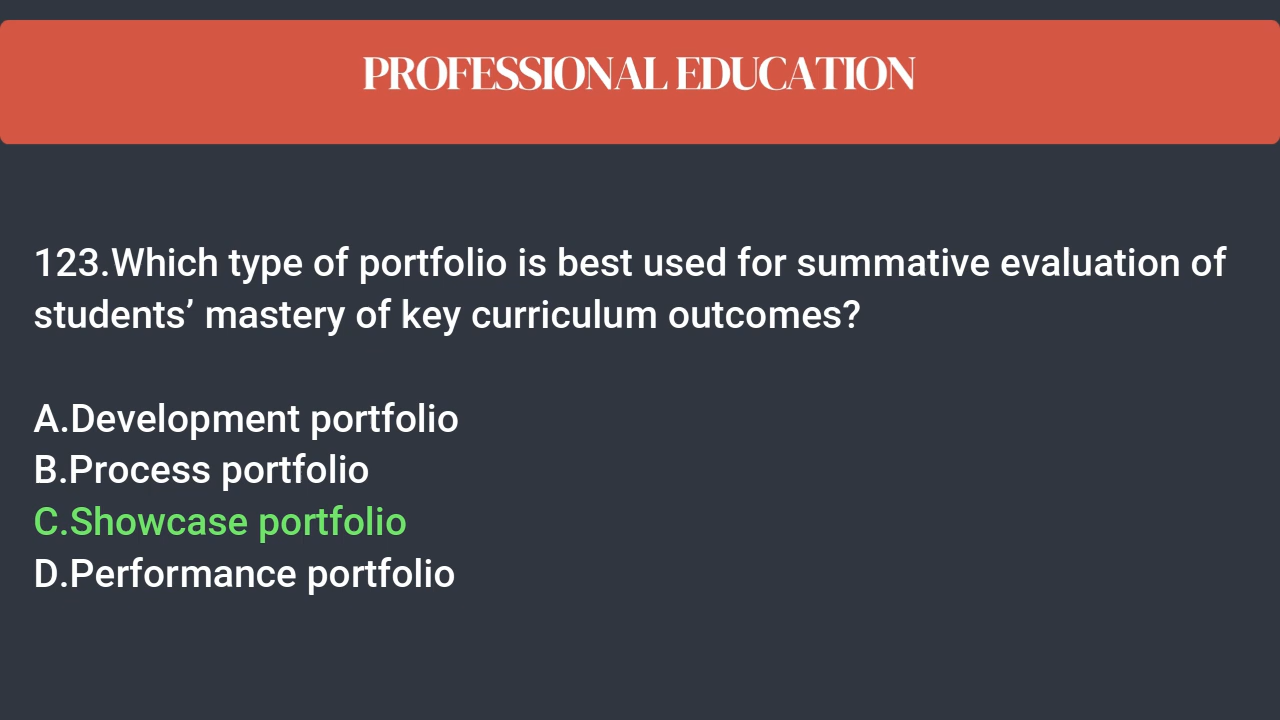 PROFESSIONAL EDUCATION
123.Which type of portfolio is best used for summative evaluation of
students’ mastery of key curriculum outcomes?
A.Development portfolio
B.Process portfolio
C.Showcase portfolio
D.Performance portfolio